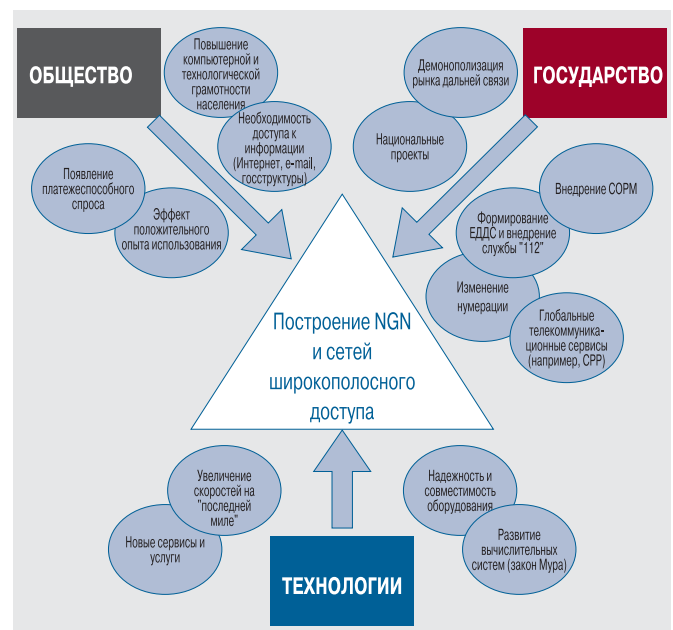 ОБЩЕСТВО
Повышение
компьютерной и
технологической
грамотности
населения
Необходимость
доступа к
информации
(Интернет, e-mail,
госструктуры)
Появление
платежеспособного
спроса
Эффект
положительного
опыта использования
ГОСУДАРСТВО
Демонополизация
рынка дальней связи
Национальные
проекты
Внедрение СОРМ
Формирование
ЕДДС и внедрение
службы "112"
Изменение
нумерации
Глобальные
телекоммуника-
ционные сервисы
(например, СРР)
Построение NGN
и сетей
широкополосного
доступа
Увеличение
скоростей на
"последней
миле"
Новые сервисы и
услуги
Надежность и
совместимость
оборудования
Развитие
вычислительных
систем (закон Мура)
ТЕХНОЛОГИИ